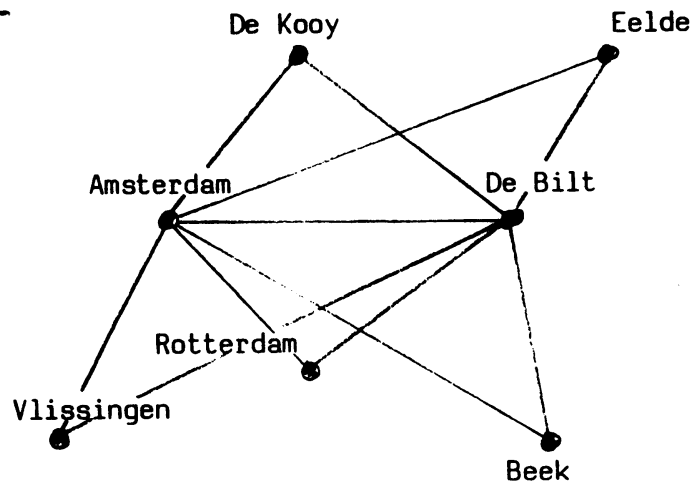 De Kooy
Eelde
Amsterdam
De Bilt
Rotterdam
Vlissingen
Beek